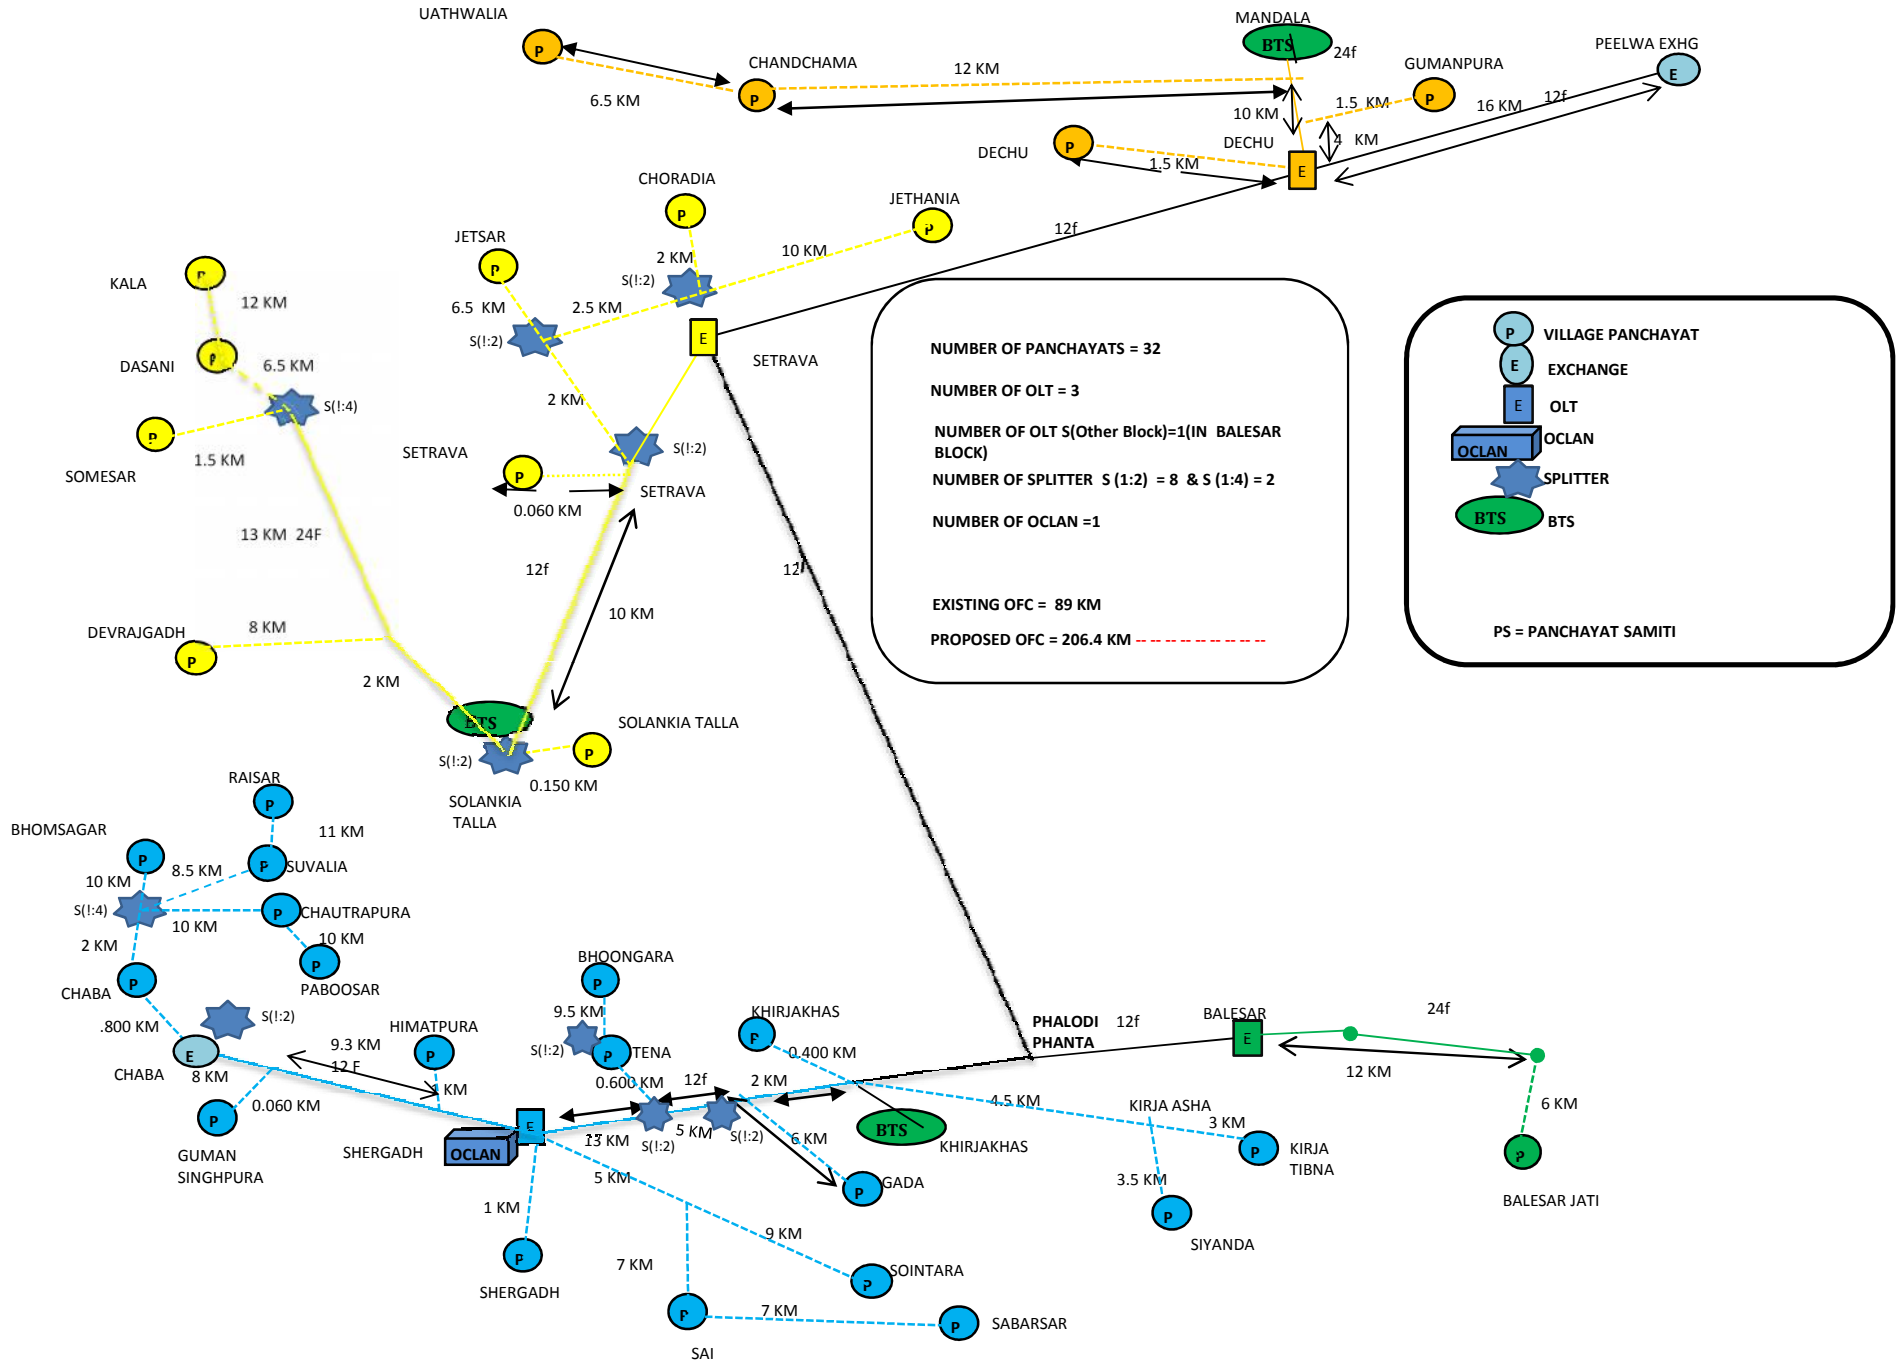 UATHWALIA
MANDALA
PEELWA EXHG
P
BTS
24f
CHANDCHAMA
12 KM
GUMANPURA
E
6.5 KM
P
10 KM
1.5 KM
P
16 KM
12f
DECHU
P
DECHU
4 KM
1.5 KM
E
CHORADIA
P
JETHANIA
P
JETSAR
P
2 KM
10 KM
12f
KALA
P
12 KM
S(!:2)
6.5 KM
2.5 KM
S(!:2)
E
SETRAVA
DASANI
P
6.5 KM
S(!:4)
2 KM
SOMESAR
P
1.5 KM
SETRAVA
P
S(!:2)
SETRAVA
0.060 KM
13 KM 24F
12f
12f
10 KM
DEVRAJGADH
8 KM
P
2 KM
BTS
SOLANKIA TALLA
P
S(!:2)
0.150 KM
SOLANKIA
TALLA
NUMBER OF PANCHAYATS = 32
NUMBER OF OLT = 3
NUMBER OF OLT S(Other Block)=1(IN BALESAR
BLOCK)
NUMBER OF SPLITTER S (1:2) = 8 & S (1:4) = 2
NUMBER OF OCLAN =1
EXISTING OFC = 89 KM
PROPOSED OFC = 206.4 KM -- -- -- -- -- -- -- -- --
P
VILLAGE PANCHAYAT
E
EXCHANGE
E
OLT
OCLAN
OCLAN
SPLITTER
BTS
BTS
PS = PANCHAYAT SAMITI
RAISAR
P
11 KM
BHOMSAGAR
P
8.5 KM
P
SUVALIA
10 KM
S(!:4)
P
CHAUTRAPURA
10 KM
2 KM
10 KM
P
PABOOSAR
CHABA
P
.800 KM
S(!:2)
E
CHABA
8 KM
9.3 KM
12 F
HIMATPURA
P
1 KM
0.060 KM
P
GUMAN
SINGHPURA
BHOONGARA
P
9.5 KM
S(!:2)
P
TENA
0.600 KM
12f
KHIRJAKHAS
P
0.400 KM
2 KM
PHALODI
PHANTA
12f
BALESAR
E
24f
12 KM
6 KM
P
BALESAR JATI
SHERGADH
E
OCLAN
13 KM
S(!:2)
5 KM
S(!:2)
6 KM
BTS
KHIRJAKHAS
4.5 KM
KIRJA ASHA
3 KM
P
KIRJA
TIBNA
3.5 KM
P
SIYANDA
P
GADA
5 KM
1 KM
P
SHERGADH
9 KM
7 KM
P
SOINTARA
P
SAI
7 KM
P
SABARSAR